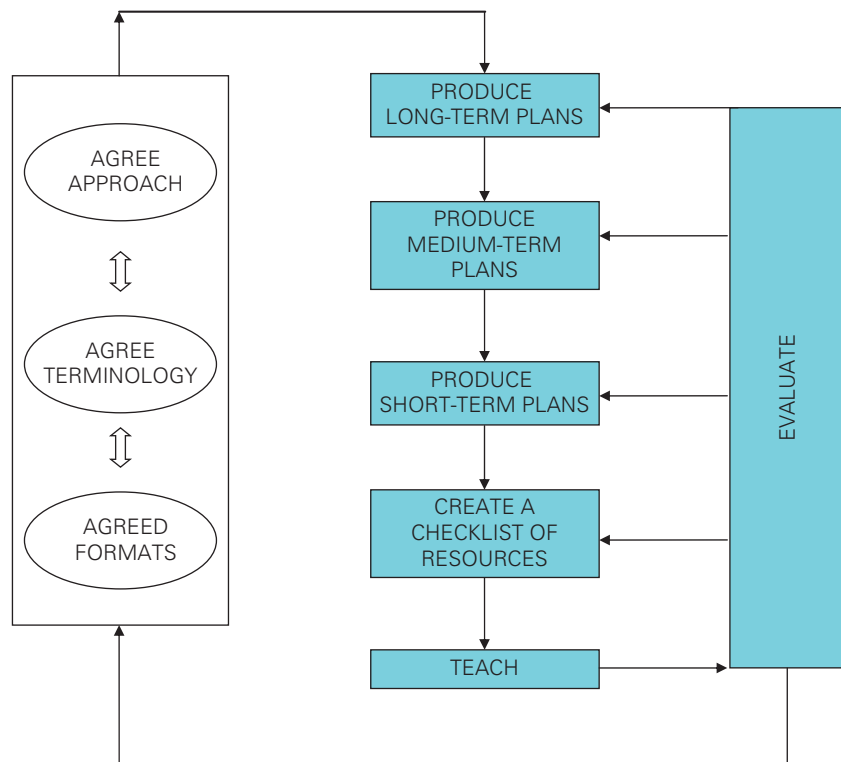 AGREE
APPROACH
AGREE
TERMINOLOGY
AGREED
FORMATS
PRODUCE
LONG-TERM PLANS
PRODUCE
MEDIUM-TERM
PLANS
PRODUCE
SHORT-TERM PLANS
CREATE A
CHECKLIST OF
RESOURCES
TEACH
EVALUATE